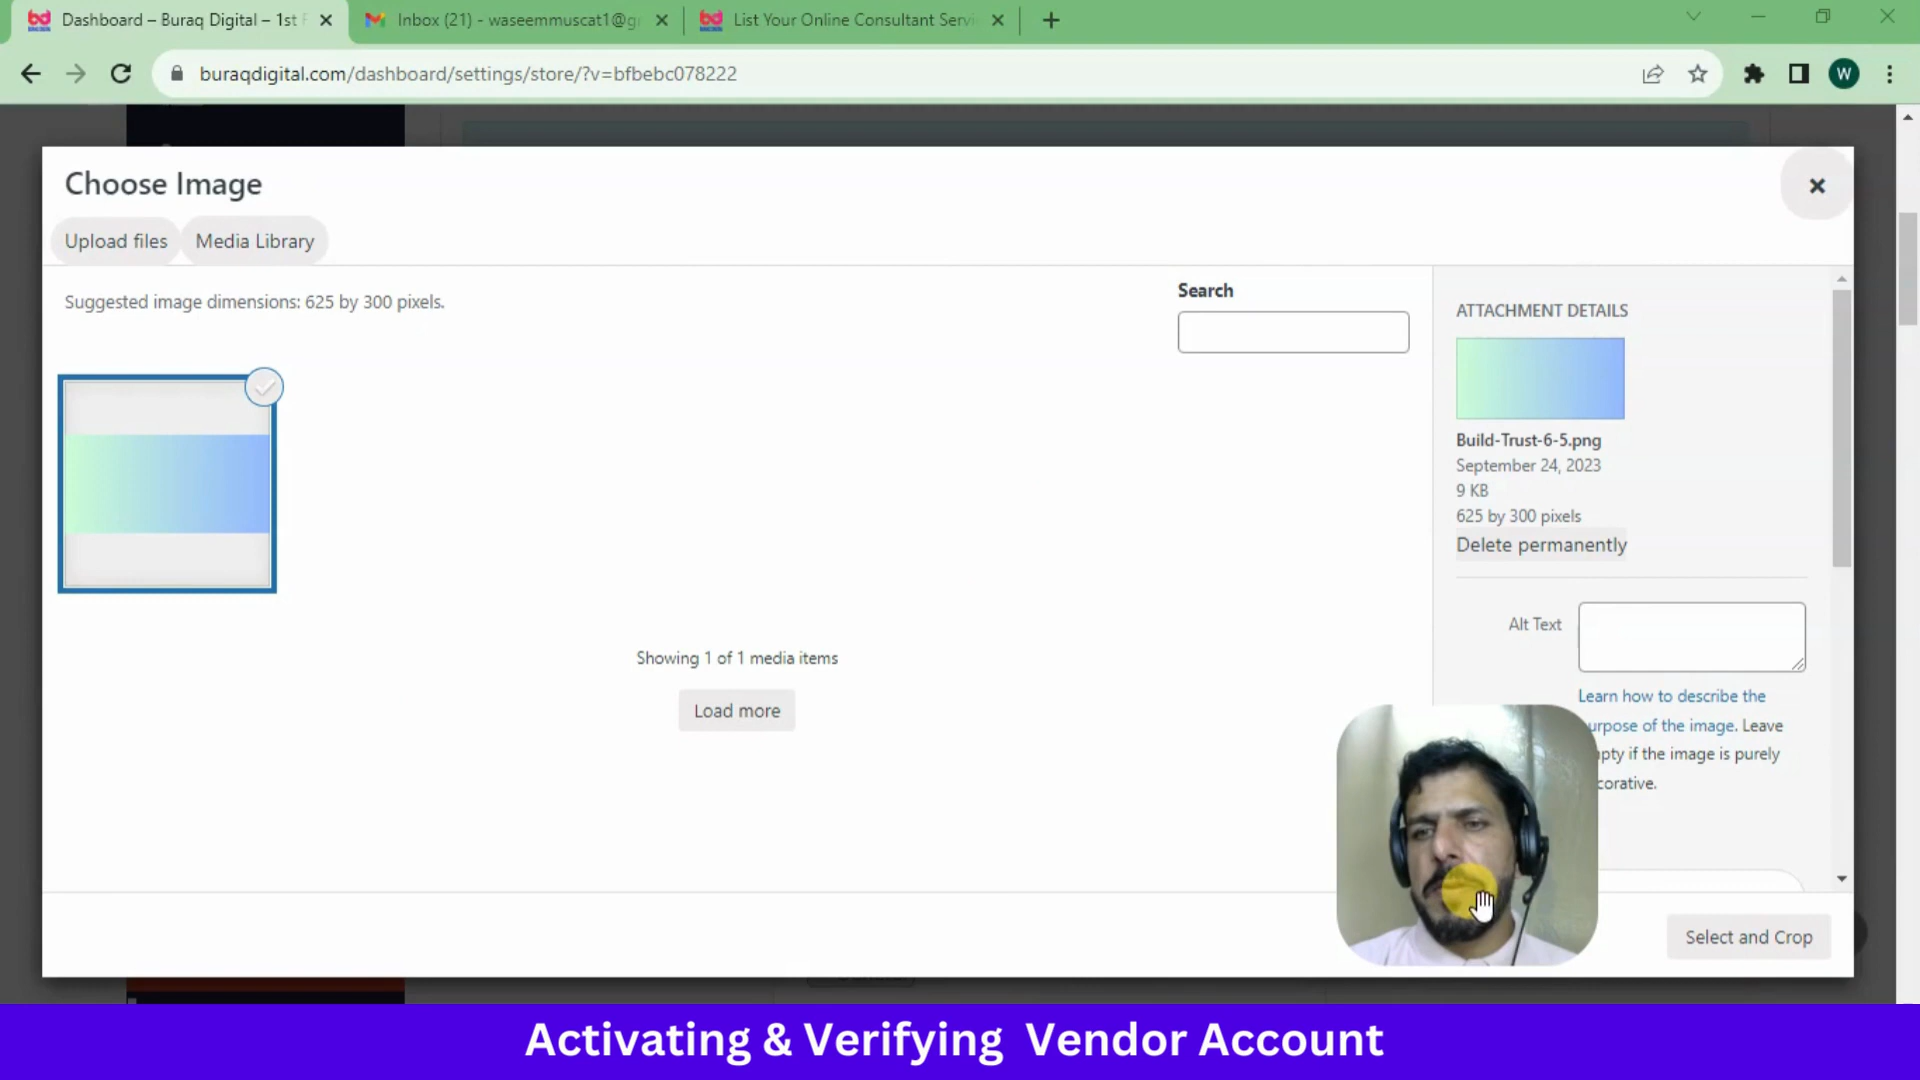 Dashboard – Buraq Digital – 1st F
Inbox (21) - waseemmuscat1@g
List Your Online Consultant Servi
buraqdigital.com/dashboard/settings/store/?v=bfbebc078222
W
Choose Image
Upload files
Media Library
Suggested image dimensions: 625 by 300 pixels.
Search
ATTACHMENT DETAILS
Build-Trust-6-5.png
September 24, 2023
9 KB
625 by 300 pixels
Delete permanently
Alt Text
Learn how to describe the
urpose of the image. Leave
pty if the image is purely
corative.
Showing 1 of 1 media items
Load more
Select and Crop
Activating & Verifying Vendor Account